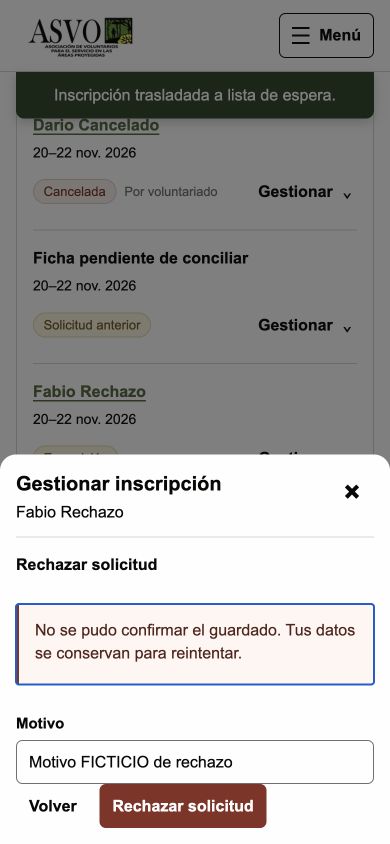 ASVO
ASOCIACIÓN DE VOLUNTARIOS
PARA EL SERVICIO EN LAS
ÁREAS PROTEGIDAS
Menú
Inscripción trasladada a lista de espera.
Dario Cancelado
20–22 nov. 2026
Cancelada Por voluntariado Gestionar
Ficha pendiente de conciliar
20–22 nov. 2026
Solicitud anterior Gestionar
Fabio Rechazo
20–22 nov. 2026
Gestionar inscripción
Fabio Rechazo
Rechazar solicitud
No se pudo confirmar el guardado. Tus datos
se conservan para reintentar.
Motivo
Motivo FICTICIO de rechazo
Volver Rechazar solicitud